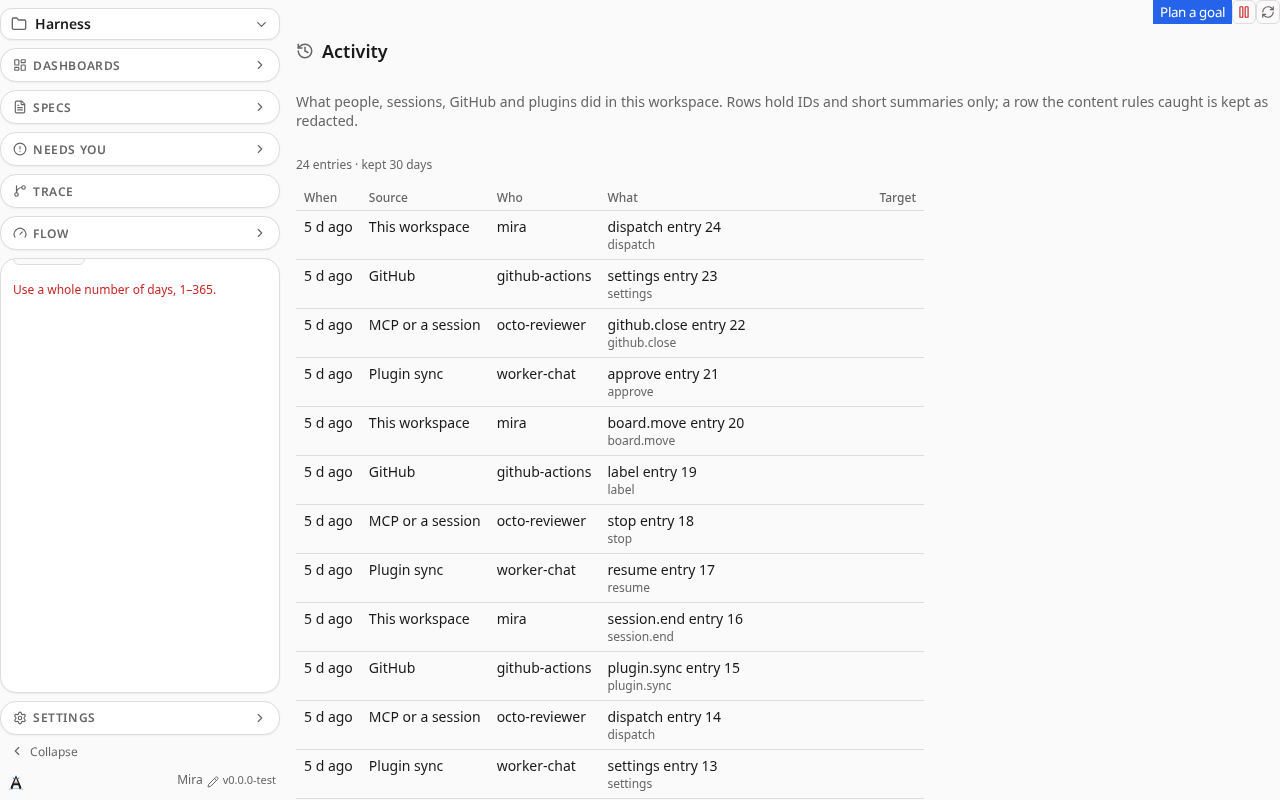 Harness
DASHBOARDS
SPECS
NEEDS YOU
TRACE
FLOW
Use a whole number of days, 1–365.
SETTINGS
Collapse
Mira v0.0.0-test
Plan a goal
Activity
What people, sessions, GitHub and plugins did in this workspace. Rows hold IDs and short summaries only; a row the content rules caught is kept as
redacted.
24 entries · kept 30 days
When Source Who What Target
5 d ago This workspace mira dispatch entry 24
dispatch
5 d ago GitHub github-actions settings entry 23
settings
5 d ago MCP or a session octo-reviewer github.close entry 22
github.close
5 d ago Plugin sync worker-chat approve entry 21
approve
5 d ago This workspace mira board.move entry 20
board.move
5 d ago GitHub github-actions label entry 19
label
5 d ago MCP or a session octo-reviewer stop entry 18
stop
5 d ago Plugin sync worker-chat resume entry 17
resume
5 d ago This workspace mira session.end entry 16
session.end
5 d ago GitHub github-actions plugin.sync entry 15
plugin.sync
5 d ago MCP or a session octo-reviewer dispatch entry 14
dispatch
5 d ago Plugin sync worker-chat settings entry 13
settings